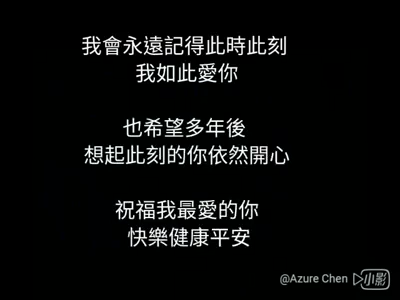 我會永遠記得此時此刻
我如此愛你
也希望多年後
想起此刻的你依然開心
祝福我最愛的你
快樂健康平安
@Azure Chen 小影